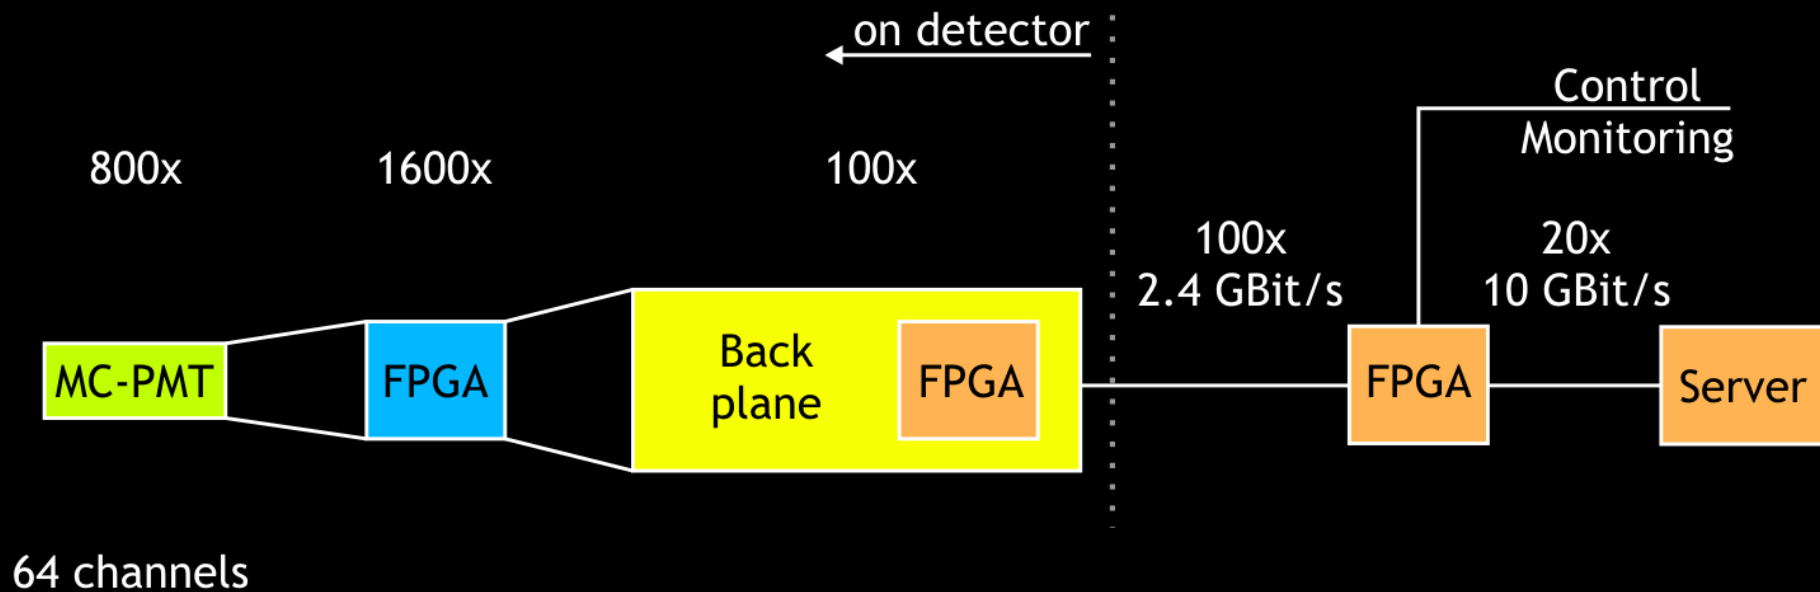 on detector
Control
Monitoring
800x
1600x
100x
100x
2.4 GBit/s
20x
10 GBit/s
MC-PMT
FPGA
Back
plane
FPGA
FPGA
Server
64 channels